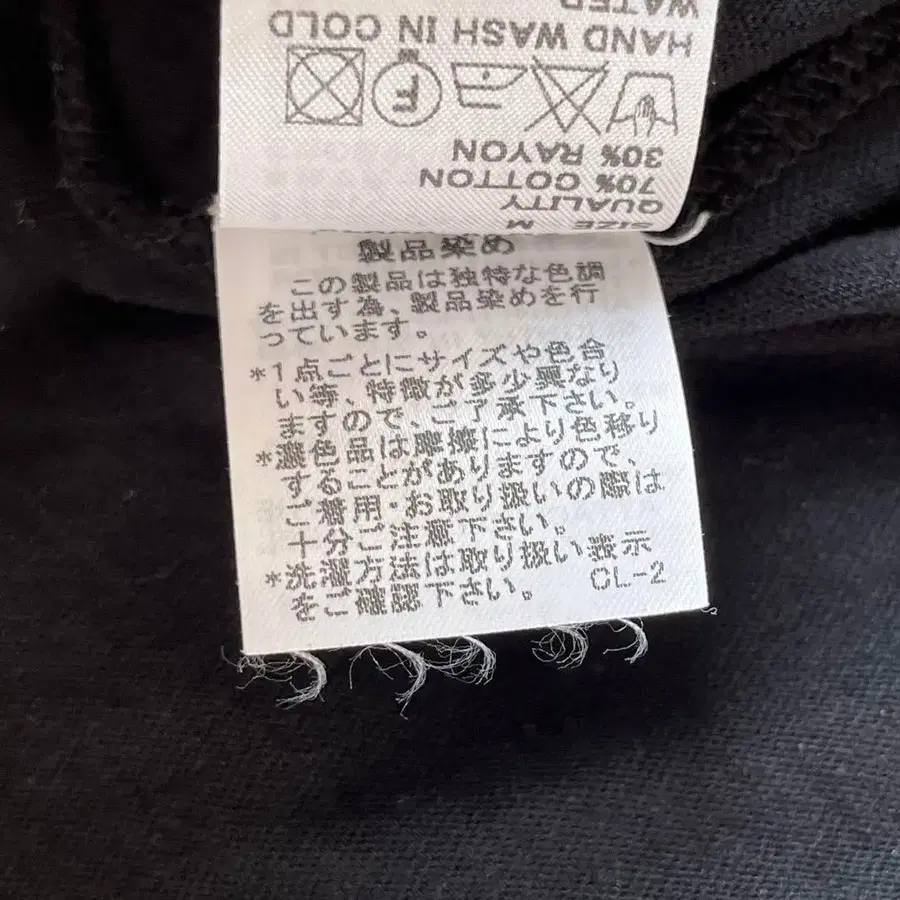 SIZE M
QUALITY
70% COTTON
30% RAYON
F
HAND WASH IN COLD
WATER
製品染め
この製品は独特な色調
を出す為、製品染めを行
っています。
*1点ごとにサイズや色合
い等、特徴が多少異なり
ますので、ご了承下さい。
*濃色品は摩擦により色移り
することがありますので、
ご着用・お取り扱いの際は
十分ご注意下さい。
*洗濯方法は取り扱い表示
をご確認下さい。 CL-2